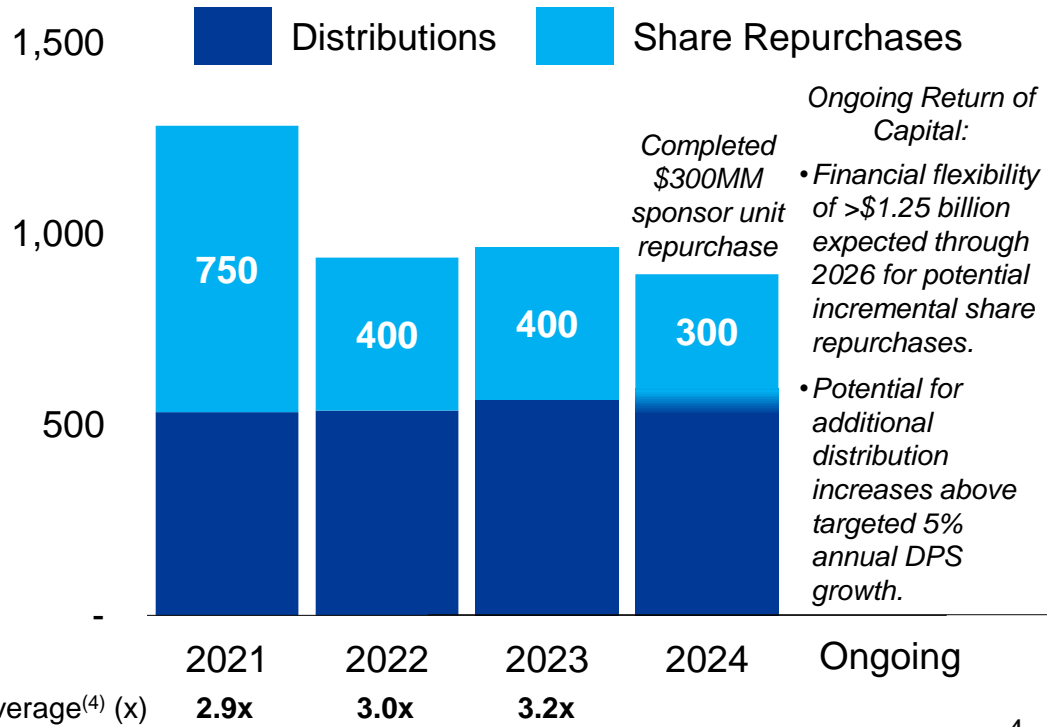 1,500
Distributions
Share Repurchases
1,000
500
-
750
400
400
300
Completed
$300MM
sponsor unit
repurchase
Ongoing Return of
Capital:
• Financial flexibility
of >$1.25 billion
expected through
2026 for potential
incremental share
repurchases.
• Potential for
additional
distribution
increases above
targeted 5%
annual DPS
growth.
2021 2022 2023 2024 Ongoing
verage(4) (x) 2.9x 3.0x 3.2x